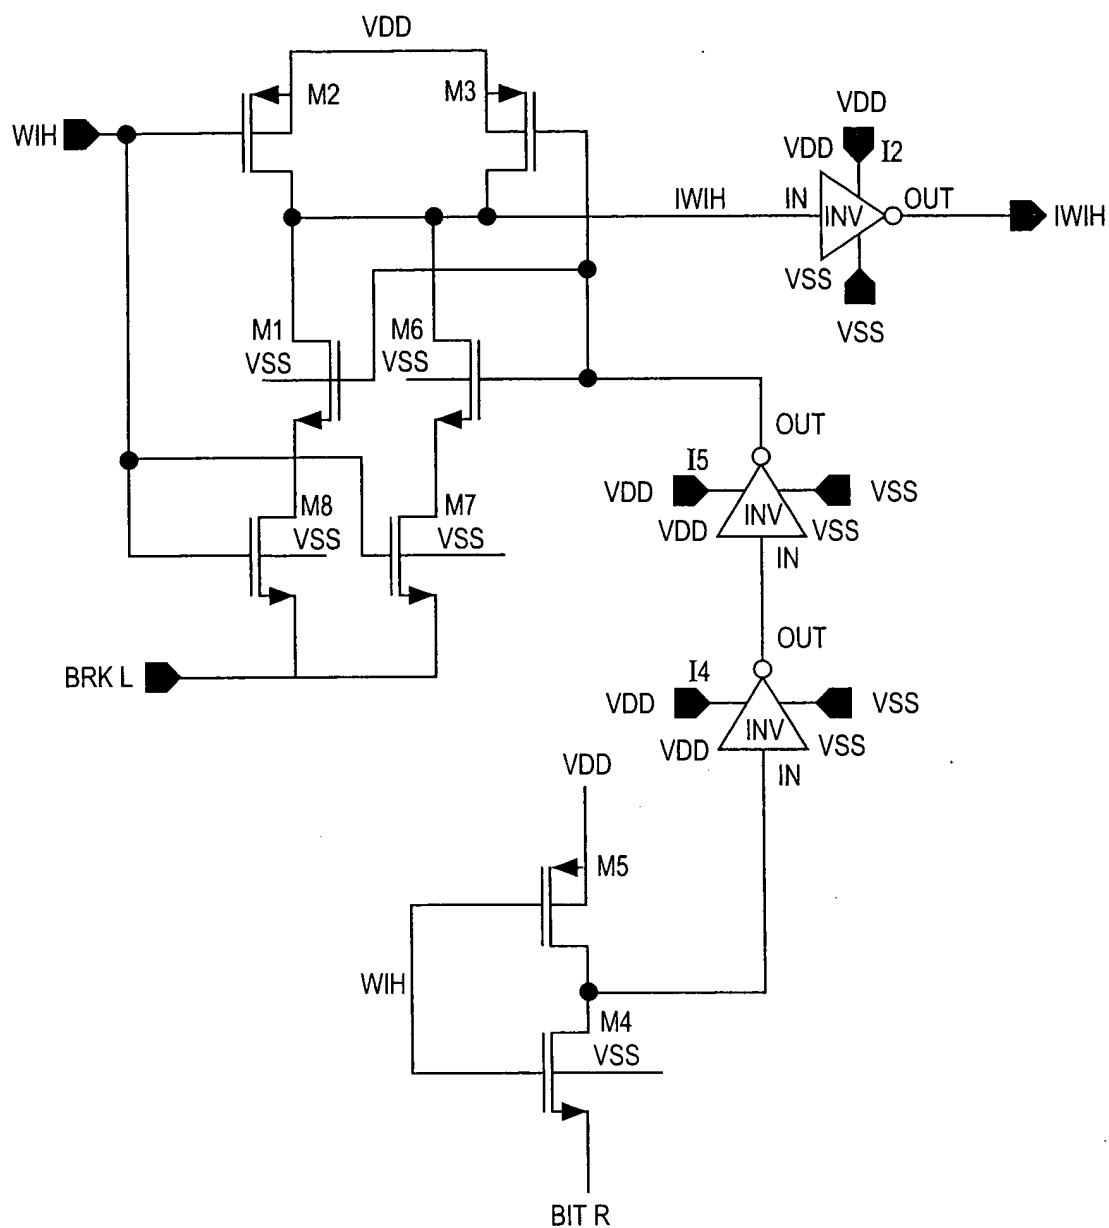 VDD
M2
M3
WIH
VDD
VDD
I2
IN
INV
OUT
IWIH
IWIH
VSS
VSS
M1
VSS
M6
VSS
OUT
I5
VDD
VSS
VDD
INV
VSS
IN
M8
VSS
M7
VSS
OUT
BRK L
I4
VDD
VSS
VDD
INV
VSS
IN
VDD
M5
WIH
M4
VSS
BIT R